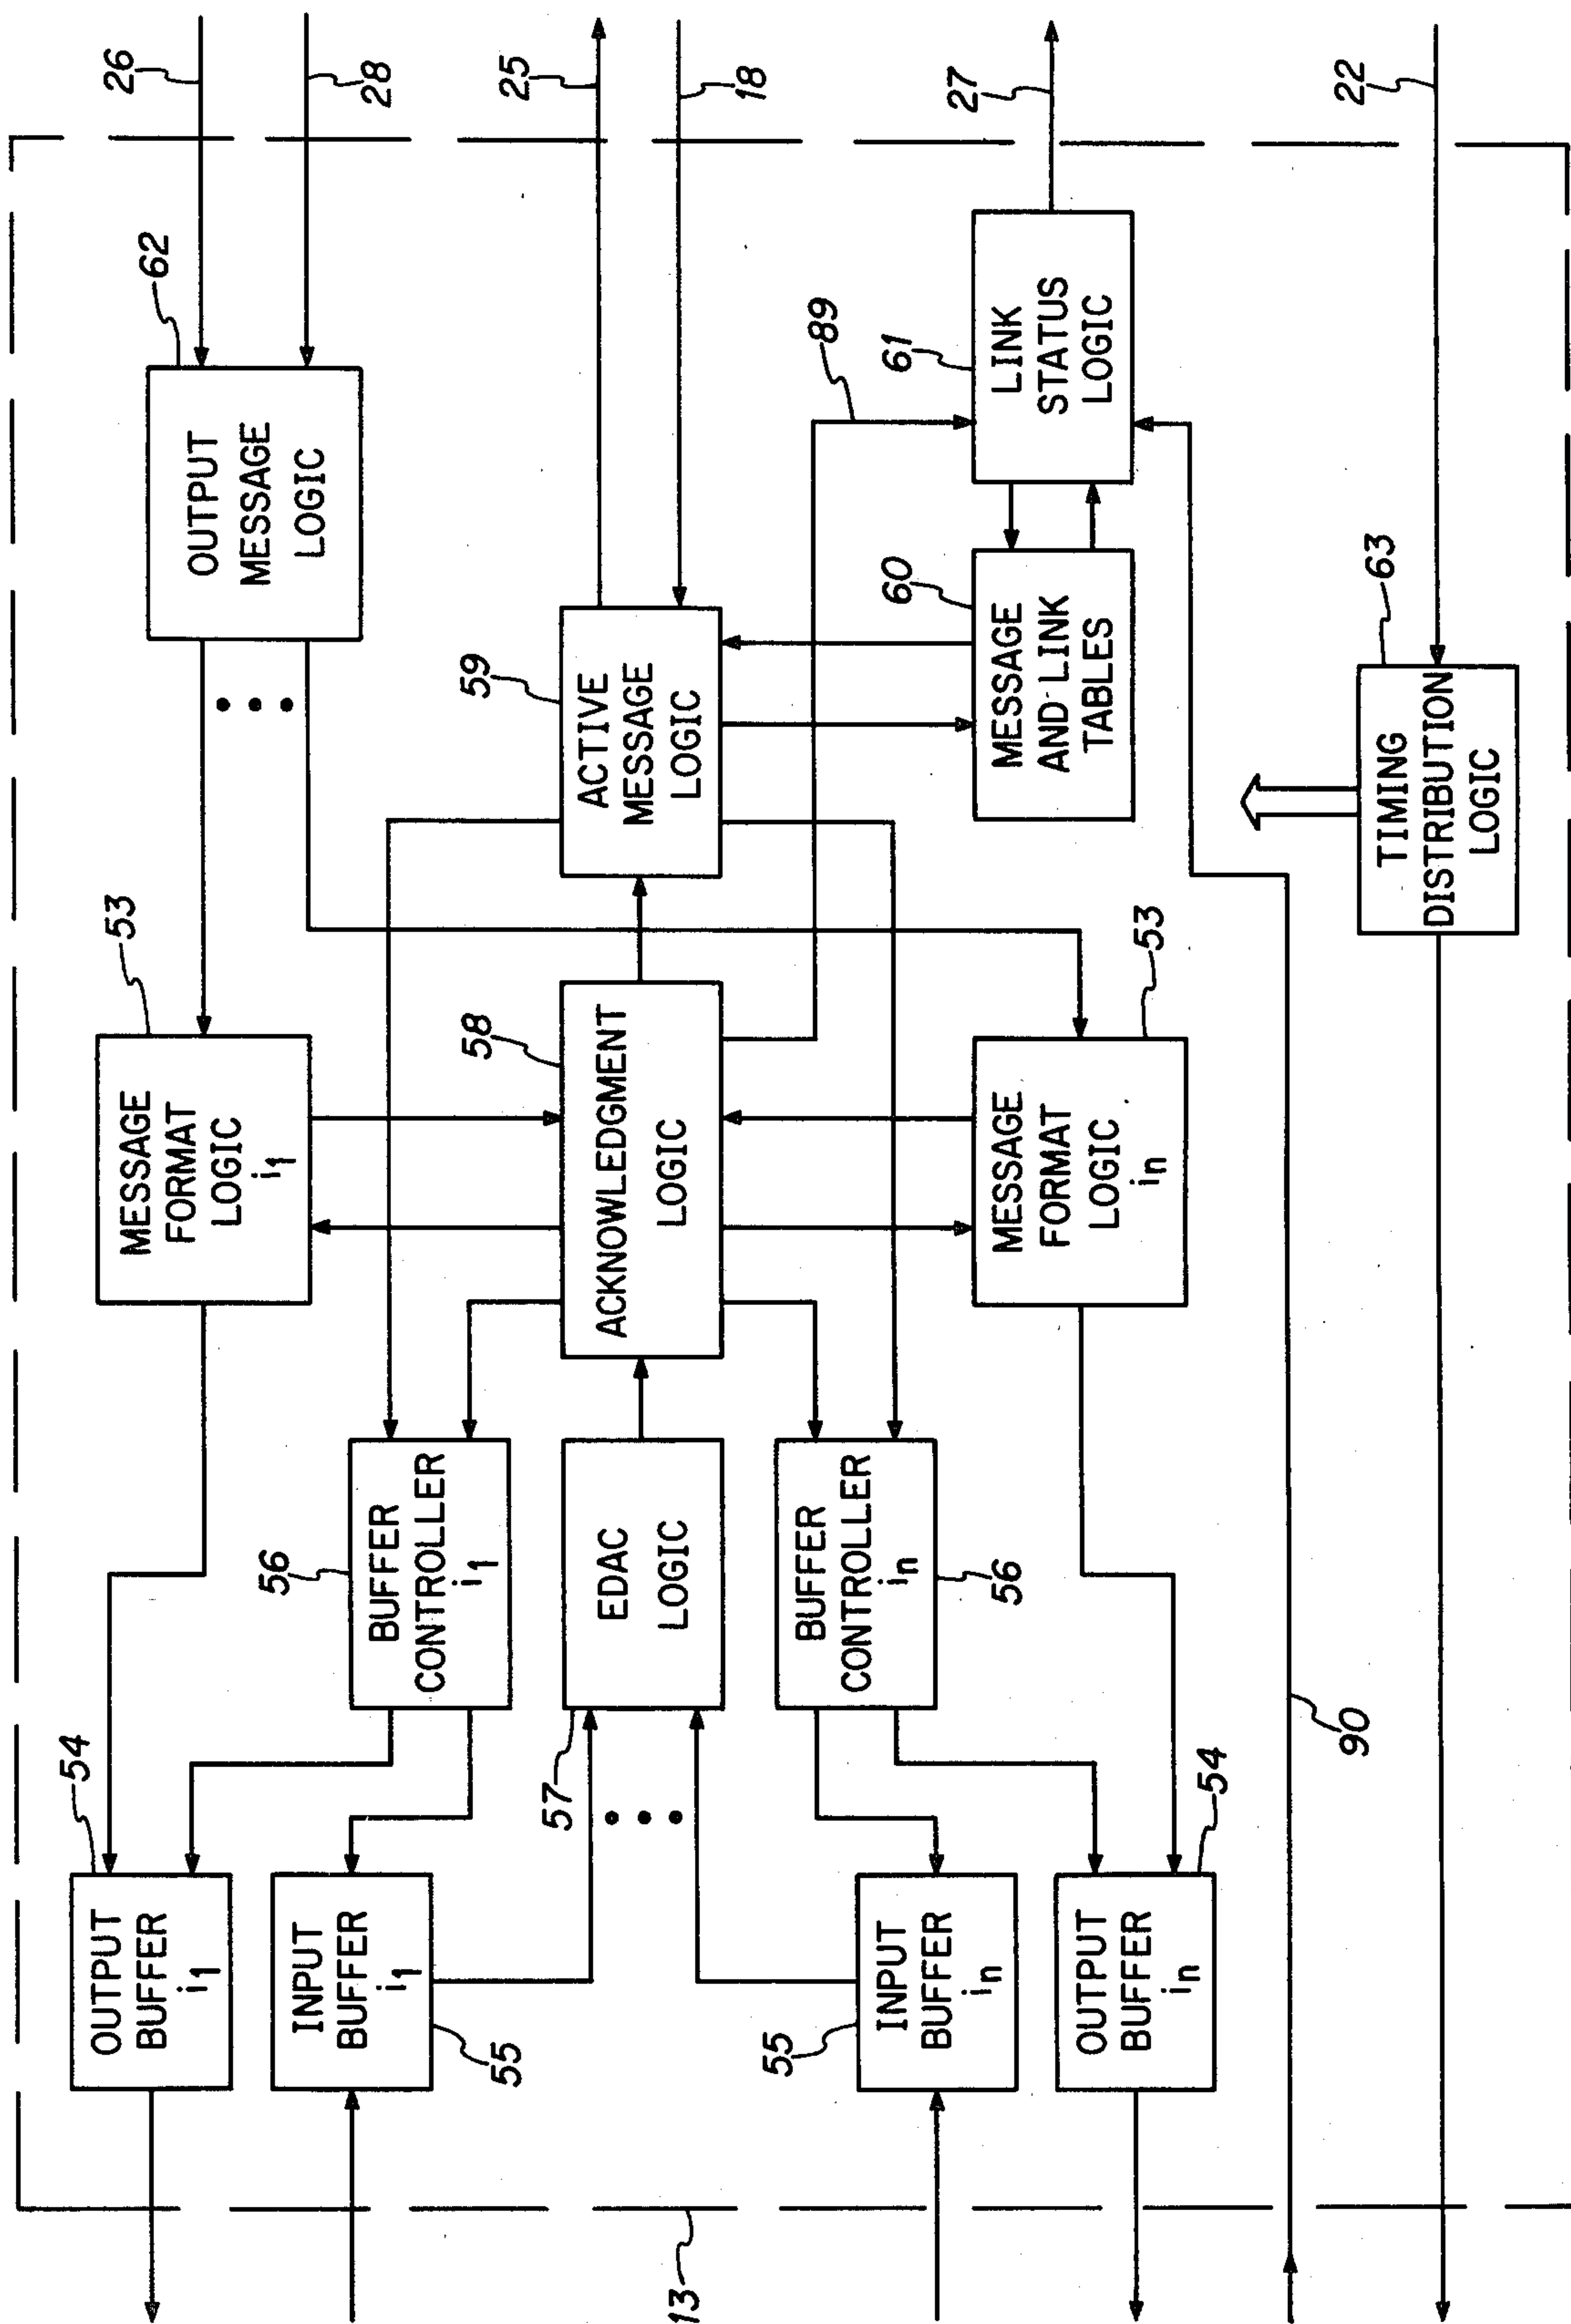 54
OUTPUT
BUFFER
i1
53
MESSAGE
FORMAT
LOGIC
i1
62
OUTPUT
MESSAGE
LOGIC
26
28
INPUT
BUFFER
i1
55
56
BUFFER
CONTROLLER
i1
57
EDAC
LOGIC
58
ACKNOWLEDGMENT
LOGIC
59
ACTIVE
MESSAGE
LOGIC
25
18
13
55
INPUT
BUFFER
in
BUFFER
CONTROLLER
in
56
89
60
MESSAGE
AND LINK
TABLES
61
LINK
STATUS
LOGIC
27
OUTPUT
BUFFER
in
54
MESSAGE
FORMAT
LOGIC
in
53
90
63
TIMING
DISTRIBUTION
LOGIC
22